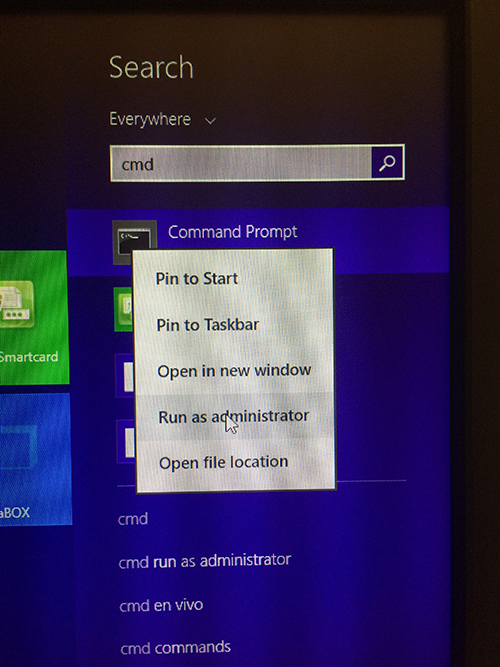 Search
Everywhere
cmd
Command Prompt
Pin to Start
Pin to Taskbar
Open in new window
Run as administrator
Open file location
Smartcard
aBOX
cmd
cmd run as administrator
cmd en vivo
cmd commands